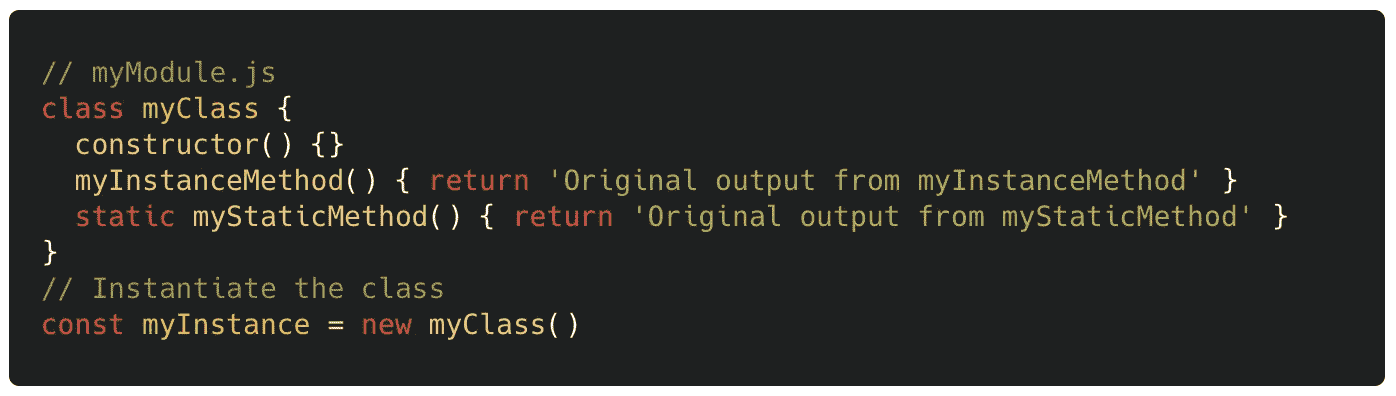 // myModule.js
class myClass {
  constructor() {}
  myInstanceMethod() { return 'Original output from myInstanceMethod' }
  static myStaticMethod() { return 'Original output from myStaticMethod' }
}
// Instantiate the class
const myInstance = new myClass()